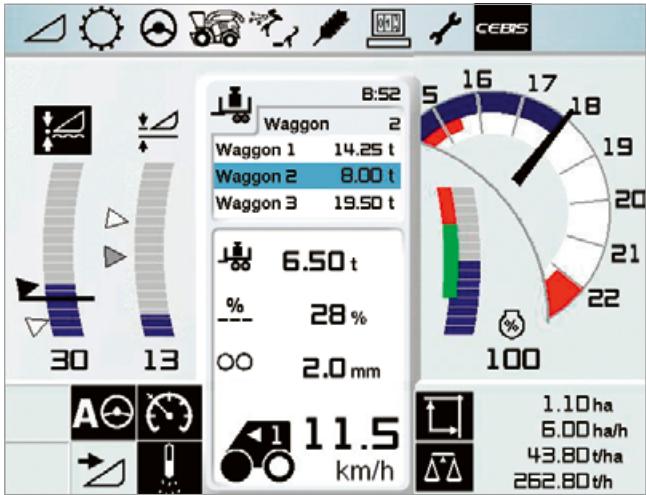 CEBIS
8:52
Waggon 2
Waggon 1 14.25 t
Waggon 2 8.00 t
Waggon 3 19.50 t
6.50 t
% 28 %
2.0 mm
1 11.5
km/h
30
13
A
5 16 17 18 19 20 21 22
%
100
1.10 ha
6.00 ha/h
43.80 t/ha
262.80 t/h